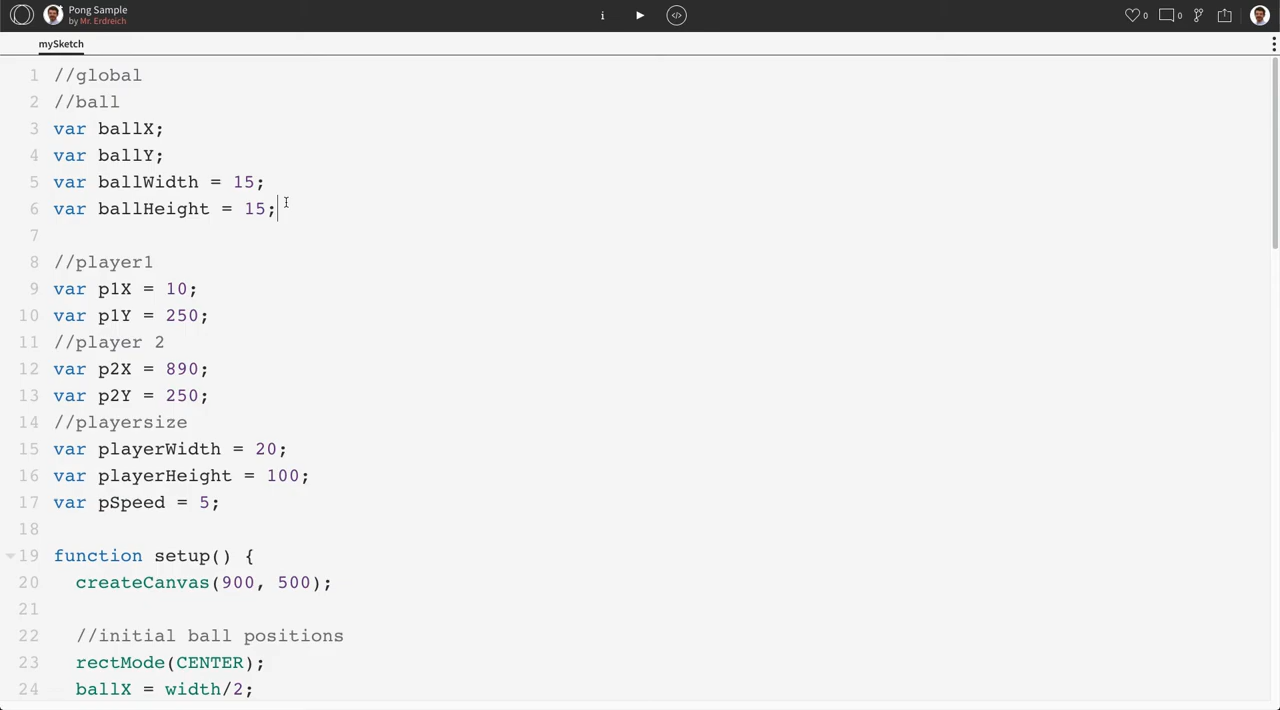 Pong Sample
by Mr. Erdreich
i
</>
0
0
mySketch
1 //global
2 //ball
3 var ballX;
4 var ballY;
5 var ballWidth = 15;
6 var ballHeight = 15;
7
8 //player1
9 var p1X = 10;
10 var p1Y = 250;
11 //player 2
12 var p2X = 890;
13 var p2Y = 250;
14 //playersize
15 var playerWidth = 20;
16 var playerHeight = 100;
17 var pSpeed = 5;
18
19 function setup() {
20 createCanvas(900, 500);
21
22 //initial ball positions
23 rectMode(CENTER);
24 ballX = width/2;